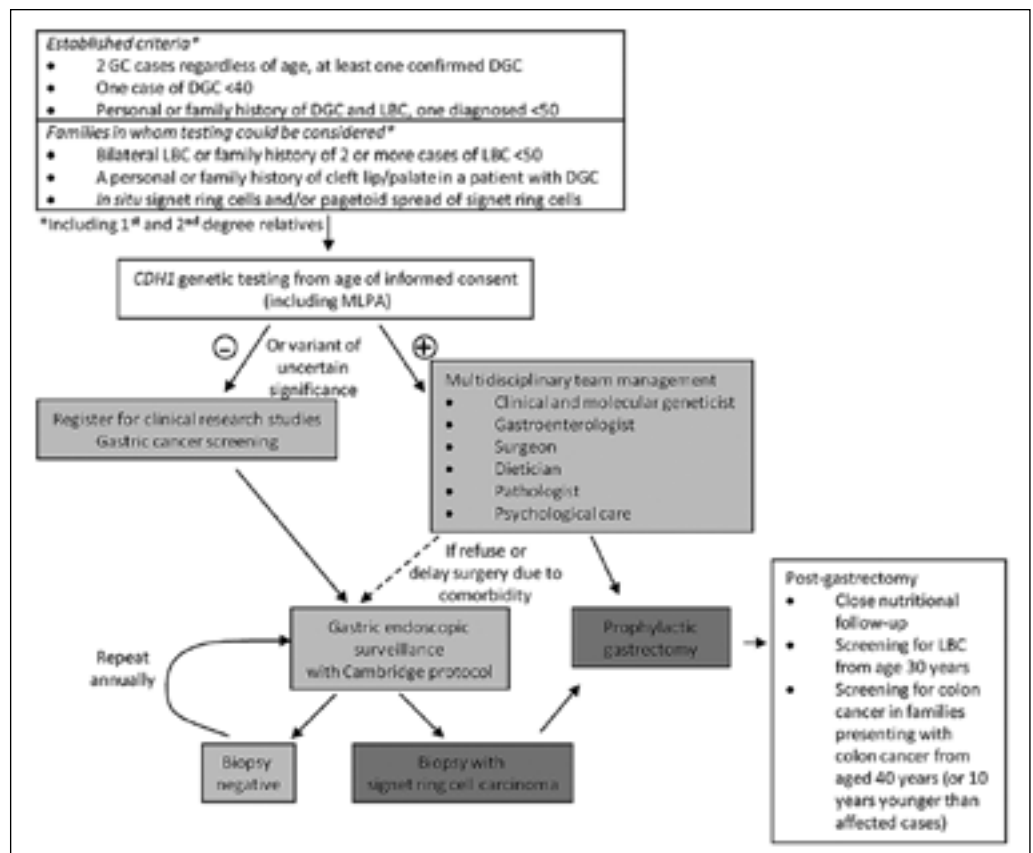 Established criteria*
• 2 GC cases regardless of age, at least one confirmed DGC
• One case of DGC <40
• Personal or family history of DGC and LBC, one diagnosed <50
Families in whom testing could be considered*
• Bilateral LBC or family history of 2 or more cases of LBC <50
• A personal or family history of cleft lip/palate in a patient with DGC
• In situ signet ring cells and/or pagetoid spread of signet ring cells
*Including 1st and 2nd degree relatives
CDH1 genetic testing from age of informed consent
(including MLPA)
−
Or variant of
uncertain
significance
+
Register for clinical research studies
Gastric cancer screening
Multidisciplinary team management
• Clinical and molecular geneticist
• Gastroenterologist
• Surgeon
• Dietician
• Pathologist
• Psychological care
If refuse or
delay surgery due to
comorbidity
Gastric endoscopic
surveillance
with Cambridge protocol
Repeat
annually
Biopsy
negative
Biopsy with
signet ring cell carcinoma
Prophylactic
gastrectomy
Post-gastrectomy
• Close nutritional
follow-up
• Screening for LBC
from age 30 years
• Screening for colon
cancer in families
presenting with
colon cancer from
aged 40 years (or 10
years younger than
affected cases)